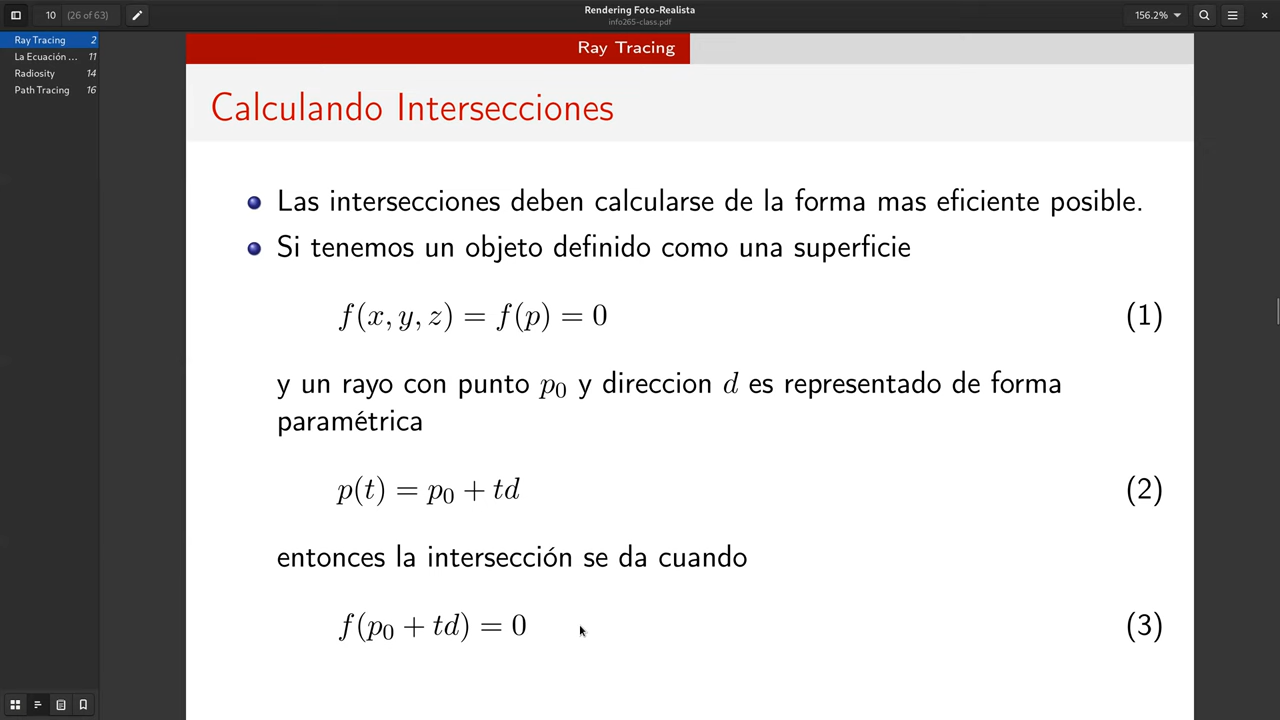 Rendering Foto-Realista
info265-class.pdf
10 (26 of 63)
156.2%
Ray Tracing 2
La Ecuación ... 11
Radiosity 14
Path Tracing 16
Ray Tracing
Calculando Intersecciones
Las intersecciones deben calcularse de la forma mas eficiente posible.
Si tenemos un objeto definido como una superficie
f(x, y, z) = f(p) = 0 (1)
y un rayo con punto p₀ y direccion d es representado de forma
paramétrica
p(t) = p₀ + td (2)
entonces la intersección se da cuando
f(p₀ + td) = 0 (3)